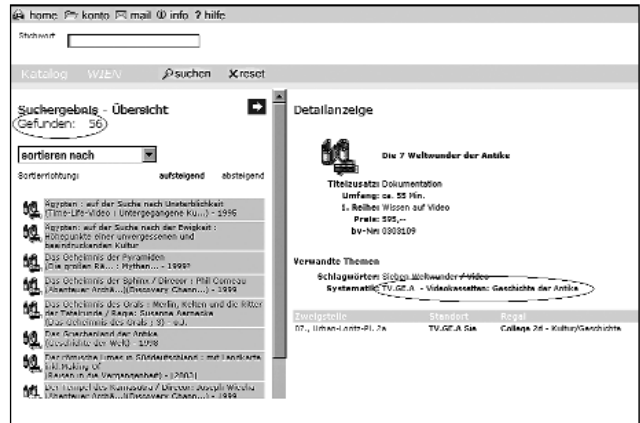 home konto mail info ? hilfe
Stichwort
Katalog WIEN suchen reset
Suchergebnis - Übersicht
Gefunden: 56
sortieren nach
Sortierrichtung: aufsteigend absteigend
Ägypten : auf der Suche nach Unsterblichkeit
(Time-Life-Video : Untergegangene Ku...) - 1996
Ägypten: auf der Suche nach der Ewigkeit :
Höhepunkte einer unvergessenen und
beeindruckenden Kultur
Das Geheimnis der Pyramiden
(Die großen Rä... : Mythen... - 1999?
Das Geheimnis der Sphinx / Director : Phil Comeau
(Abenteuer Archä...(Discovery Chann...) - 1999
Das Geheimnis des Grals : Merlin, Kelten und die Ritter
der Tafelrunde / Regie: Susanne Aernecke
(Das Geheimnis des Grals ; 3) - o.J.
Das Griechenland der Antike
(Geschichte der Welt) - 1998
Der römische Limes in Süddeutschland : mit Landkarte
inkl.Making Of
(Reisen in die Vergangenheit) - [2003]
Der Tempel des Kamasutra / Director: Joseph
(Abenteuer Archä...(Discovery Chann...) - 1999
Detailanzeige
Die 7 Weltwunder der Antike
Titelzusatz: Dokumentation
Umfang: ca. 55 Min.
1. Reihe: Wissen auf Video
Preis: 595,--
bv-Nr: 0303109
Verwandte Themen
Schlagwörter: Sieben Weltwunder / Video
Systematik: TV.GE.A - Videokassetten: Geschichte der Antike
Zweigstelle Standort Regal
07., Urban-Loritz-Pl. 2a TV.GE.A Sie College 2d - Kultur/Geschichte